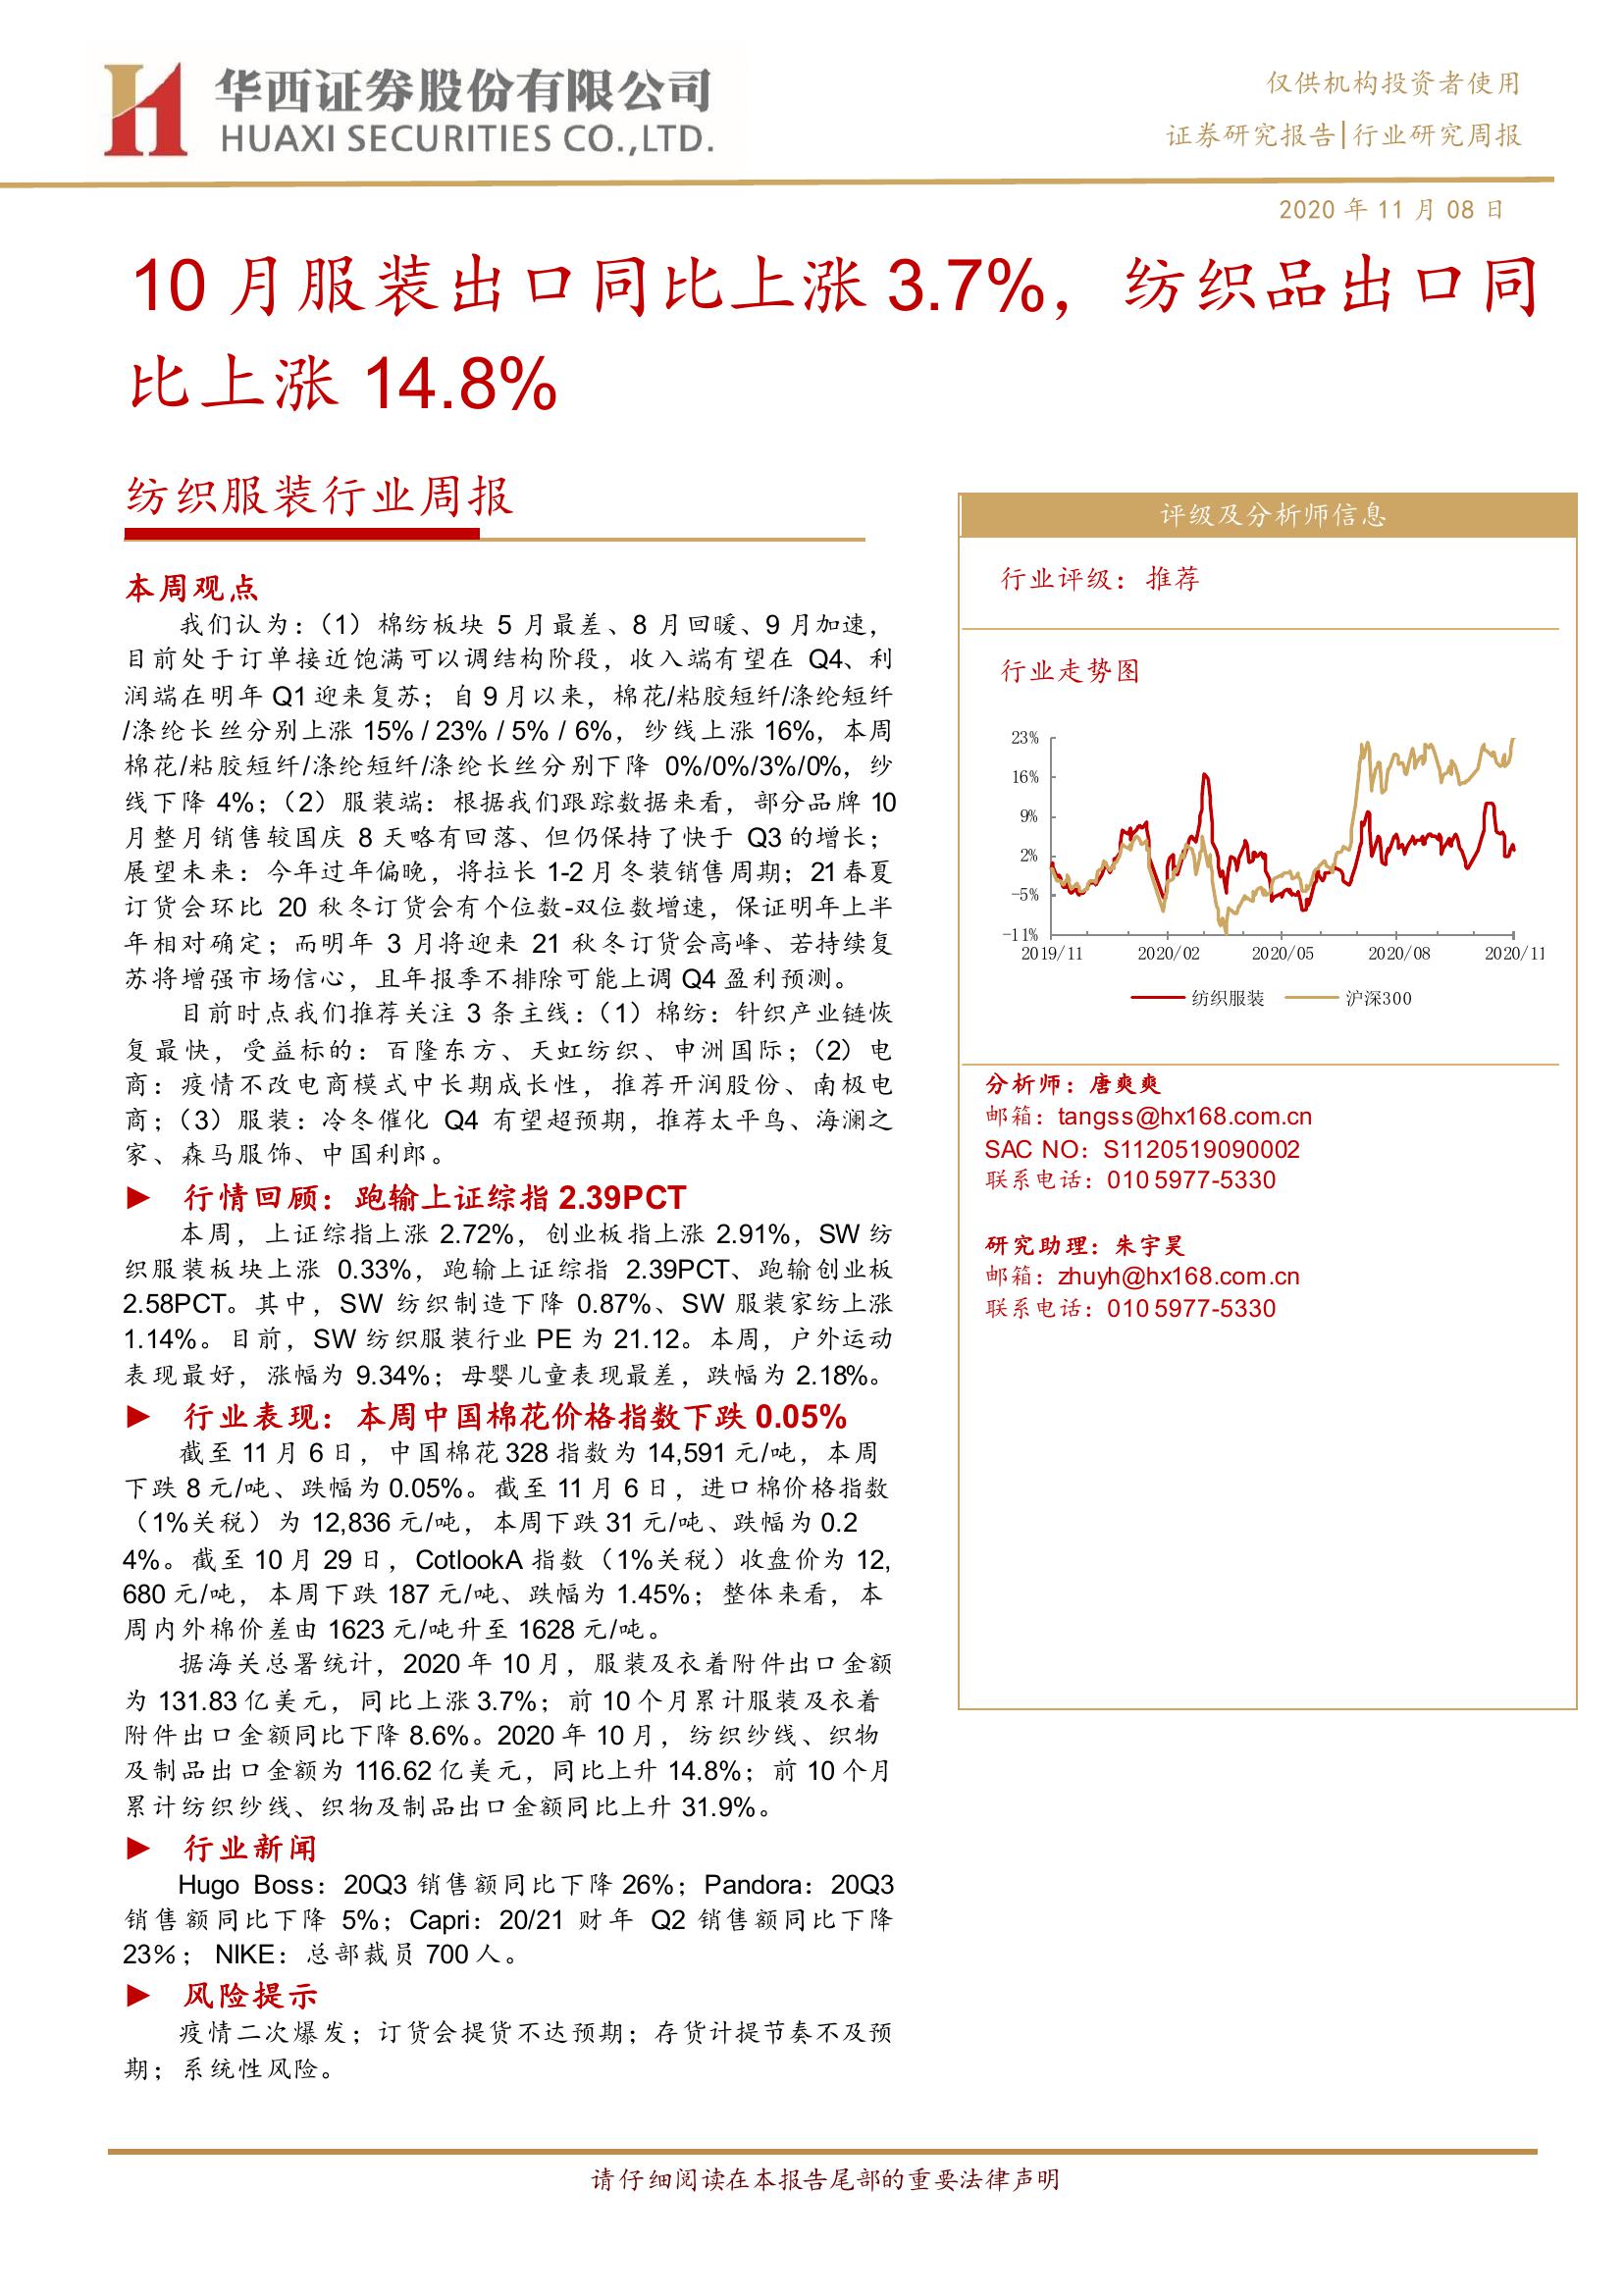 华西证券股份有限公司
HUAXI SECURITIES CO.,LTD.
仅供机构投资者使用
证券研究报告|行业研究周报
2020 年 11 月 08 日
10 月服装出口同比上涨 3.7%，纺织品出口同
比上涨 14.8%
纺织服装行业周报
本周观点
我们认为：（1）棉纺板块 5 月最差、8 月回暖、9 月加速，
目前处于订单接近饱满可以调结构阶段，收入端有望在 Q4、利
润端在明年 Q1 迎来复苏；自 9 月以来，棉花/粘胶短纤/涤纶短纤
/涤纶长丝分别上涨 15% / 23% / 5% / 6%，纱线上涨 16%，本周
棉花/粘胶短纤/涤纶短纤/涤纶长丝分别下降 0%/0%/3%/0%，纱
线下降 4%；（2）服装端：根据我们跟踪数据来看，部分品牌 10
月整月销售较国庆 8 天略有回落、但仍保持了快于 Q3 的增长；
展望未来：今年过年偏晚，将拉长 1-2 月冬装销售周期；21 春夏
订货会环比 20 秋冬订货会有个位数-双位数增速，保证明年上半
年相对确定；而明年 3 月将迎来 21 秋冬订货会高峰、若持续复
苏将增强市场信心，且年报季不排除可能上调 Q4 盈利预测。
目前时点我们推荐关注 3 条主线：（1）棉纺：针织产业链恢
复最快，受益标的：百隆东方、天虹纺织、申洲国际；（2）电
商：疫情不改电商模式中长期成长性，推荐开润股份、南极电
商；（3）服装：冷冬催化 Q4 有望超预期，推荐太平鸟、海澜之
家、森马服饰、中国利郎。
► 行情回顾：跑输上证综指 2.39PCT
本周，上证综指上涨 2.72%，创业板指上涨 2.91%，SW 纺
织服装板块上涨 0.33%，跑输上证综指 2.39PCT、跑输创业板
2.58PCT。其中，SW 纺织制造下降 0.87%、SW 服装家纺上涨
1.14%。目前，SW 纺织服装行业 PE 为 21.12。本周，户外运动
表现最好，涨幅为 9.34%；母婴儿童表现最差，跌幅为 2.18%。
► 行业表现：本周中国棉花价格指数下跌 0.05%
截至 11 月 6 日，中国棉花 328 指数为 14,591 元/吨，本周
下跌 8 元/吨、跌幅为 0.05%。截至 11 月 6 日，进口棉价格指数
（1%关税）为 12,836 元/吨，本周下跌 31 元/吨、跌幅为 0.2
4%。截至 10 月 29 日，CotlookA 指数（1%关税）收盘价为 12,
680 元/吨，本周下跌 187 元/吨、跌幅为 1.45%；整体来看，本
周内外棉价差由 1623 元/吨升至 1628 元/吨。
据海关总署统计，2020 年 10 月，服装及衣着附件出口金额
为 131.83 亿美元，同比上涨 3.7%；前 10 个月累计服装及衣着
附件出口金额同比下降 8.6%。2020 年 10 月，纺织纱线、织物
及制品出口金额为 116.62 亿美元，同比上升 14.8%；前 10 个月
累计纺织纱线、织物及制品出口金额同比上升 31.9%。
► 行业新闻
Hugo Boss：20Q3 销售额同比下降 26%；Pandora：20Q3
销售额同比下降 5%；Capri：20/21 财年 Q2 销售额同比下降
23%； NIKE：总部裁员 700 人。
► 风险提示
疫情二次爆发；订货会提货不达预期；存货计提节奏不及预
期；系统性风险。
评级及分析师信息
行业评级： 推荐
行业走势图
23%
16%
9%
2%
-5%
-11%
2019/11 2020/02 2020/05 2020/08 2020/11
纺织服装 沪深300
分析师：唐爽爽
邮箱：tangss@hx168.com.cn
SAC NO：S1120519090002
联系电话：010 5977-5330
研究助理：朱宇昊
邮箱：zhuyh@hx168.com.cn
联系电话：010 5977-5330
请仔细阅读在本报告尾部的重要法律声明